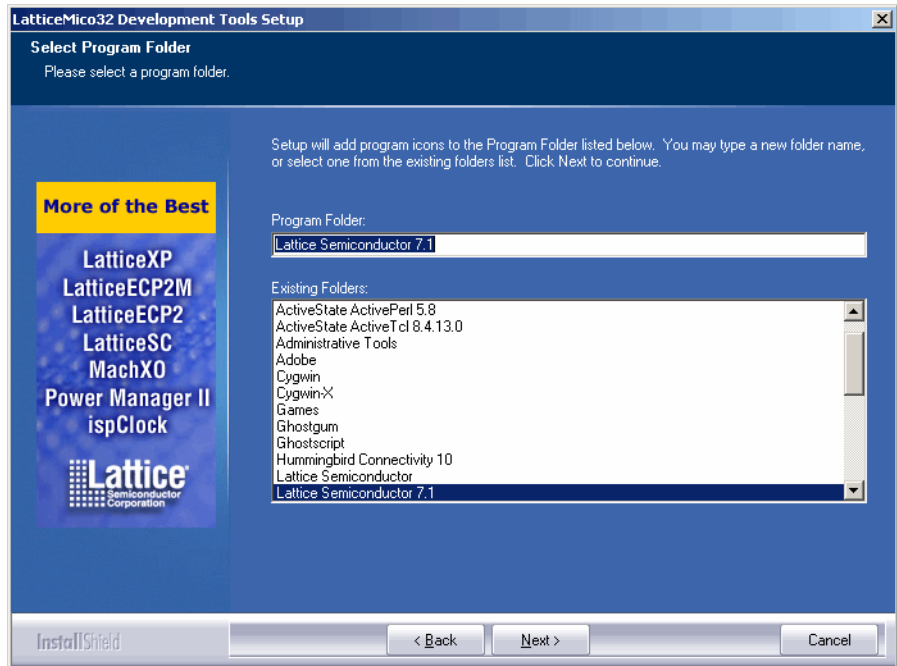 LatticeMico32 Development Tools Setup
Select Program Folder
Please select a program folder.
Setup will add program icons to the Program Folder listed below. You may type a new folder name,
or select one from the existing folders list. Click Next to continue.
More of the Best
LatticeXP
LatticeECP2M
LatticeECP2
LatticeSC
MachXO
Power Manager II
ispClock
Lattice
Semiconductor
Corporation
Program Folder:
Lattice Semiconductor 7.1
Existing Folders:
ActiveState ActivePerl 5.8
ActiveState ActiveTcl 8.4.13.0
Administrative Tools
Adobe
Cygwin
Cygwin-X
Games
Ghostgum
Ghostscript
Hummingbird Connectivity 10
Lattice Semiconductor
Lattice Semiconductor 7.1
InstallShield
< Back
Next >
Cancel